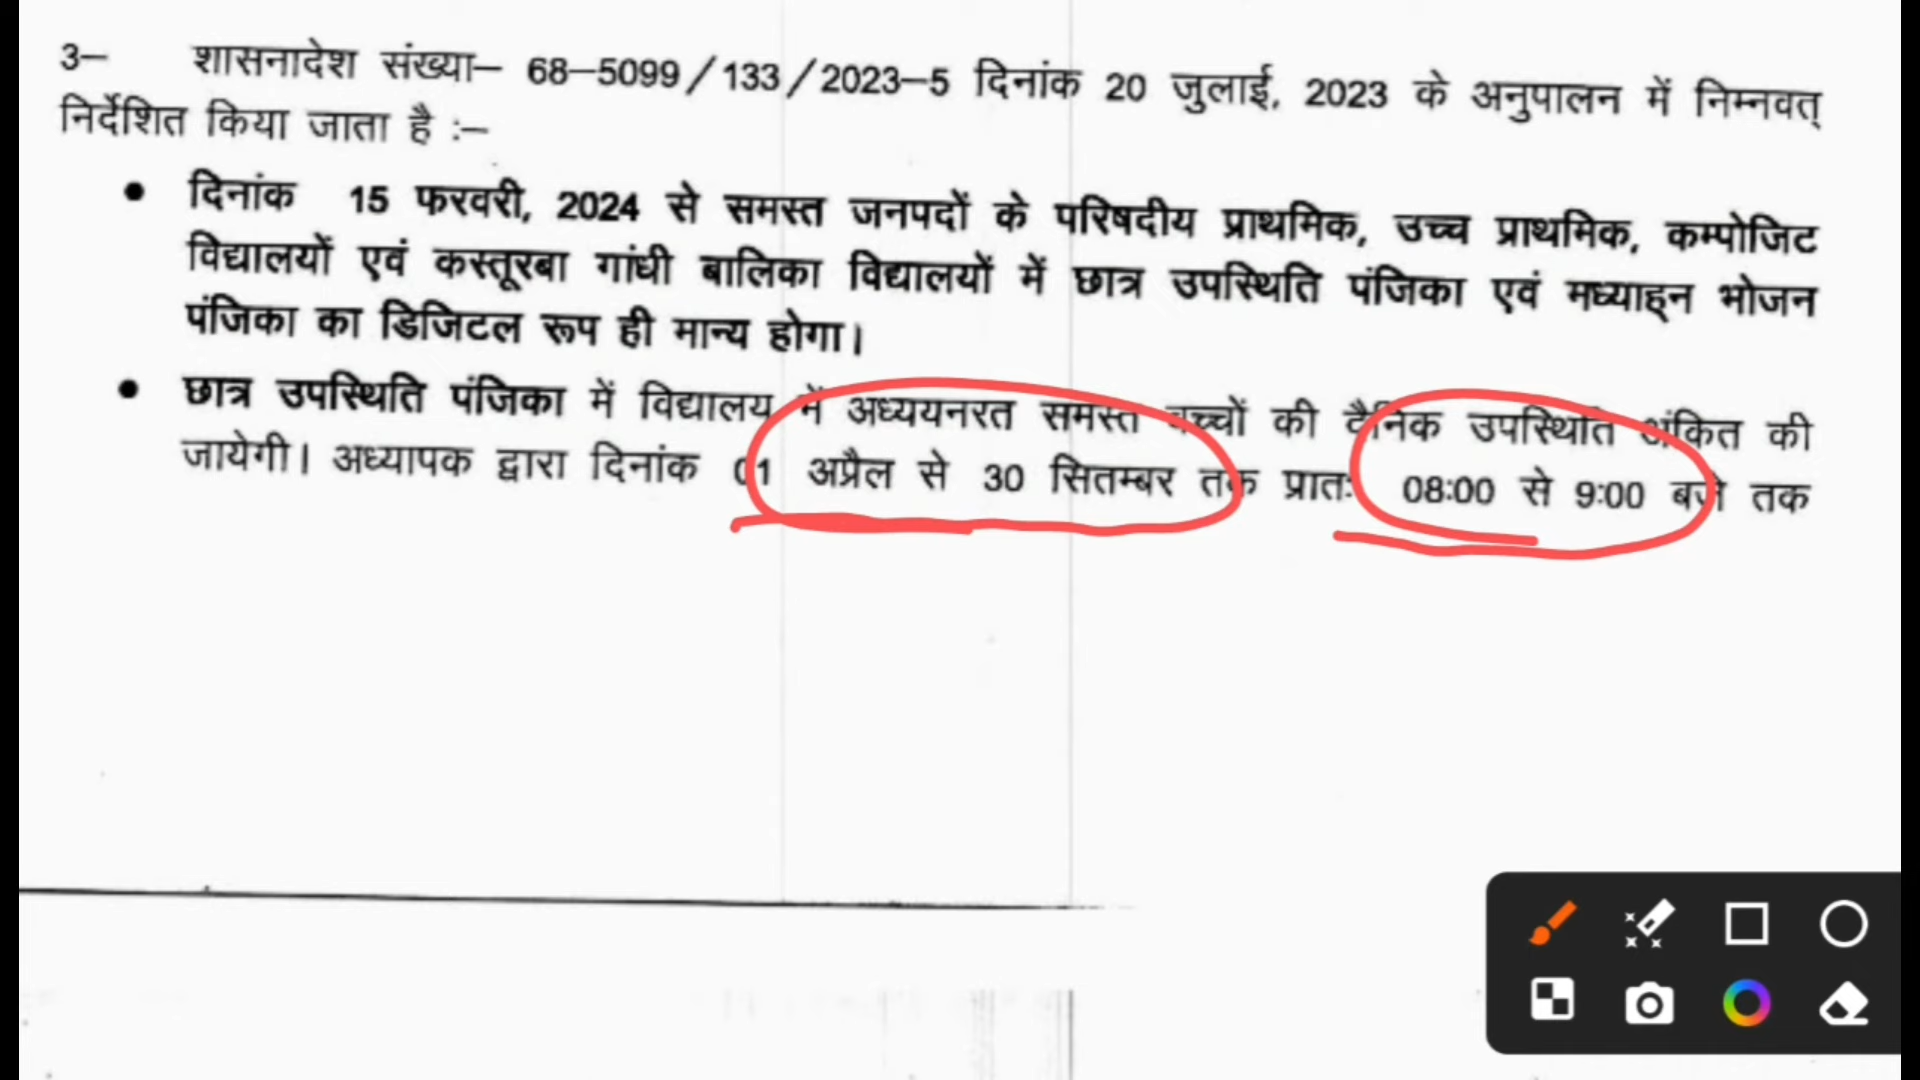 3– शासनादेश संख्या– 68–5099/133/2023–5 दिनांक 20 जुलाई, 2023 के अनुपालन में निम्नवत्
निर्देशित किया जाता है :–
• दिनांक 15 फरवरी, 2024 से समस्त जनपदों के परिषदीय प्राथमिक, उच्च प्राथमिक, कम्पोजिट
विद्यालयों एवं कस्तूरबा गांधी बालिका विद्यालयों में छात्र उपस्थिति पंजिका एवं मध्याह्न भोजन
पंजिका का डिजिटल रूप ही मान्य होगा।
• छात्र उपस्थिति पंजिका में विद्यालय में अध्ययनरत समस्त बच्चों की दैनिक उपस्थिति अंकित की
जायेगी। अध्यापक द्वारा दिनांक 01 अप्रैल से 30 सितम्बर तक प्रातः 08:00 से 9:00 बजे तक